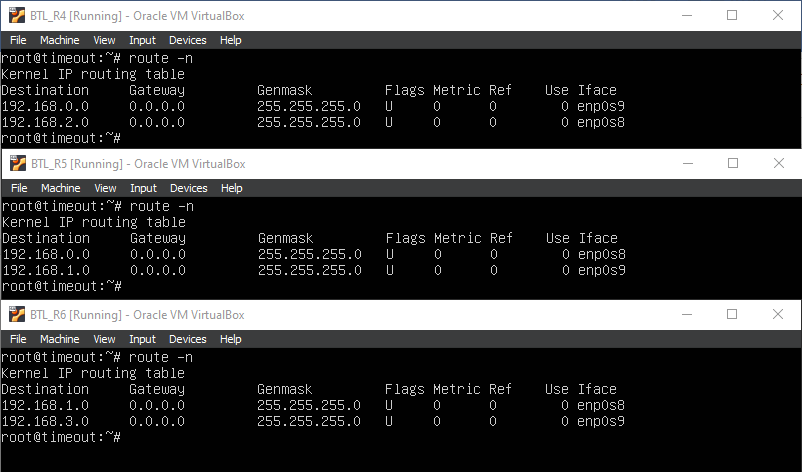 BTL_R4 [Running] - Oracle VM VirtualBox
File Machine View Input Devices Help
root@timeout:~# route -n
Kernel IP routing table
Destination Gateway Genmask Flags Metric Ref Use Iface
192.168.0.0 0.0.0.0 255.255.255.0 U 0 0 0 enp0s9
192.168.2.0 0.0.0.0 255.255.255.0 U 0 0 0 enp0s8
root@timeout:~#
BTL_R5 [Running] - Oracle VM VirtualBox
File Machine View Input Devices Help
root@timeout:~# route -n
Kernel IP routing table
Destination Gateway Genmask Flags Metric Ref Use Iface
192.168.0.0 0.0.0.0 255.255.255.0 U 0 0 0 enp0s8
192.168.1.0 0.0.0.0 255.255.255.0 U 0 0 0 enp0s9
root@timeout:~#
BTL_R6 [Running] - Oracle VM VirtualBox
File Machine View Input Devices Help
root@timeout:~# route -n
Kernel IP routing table
Destination Gateway Genmask Flags Metric Ref Use Iface
192.168.1.0 0.0.0.0 255.255.255.0 U 0 0 0 enp0s8
192.168.3.0 0.0.0.0 255.255.255.0 U 0 0 0 enp0s9
root@timeout:~#